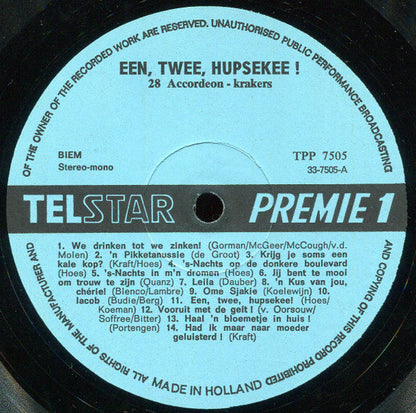 OF THE OWNER OF THE RECORDED WORK ARE RESERVED. UNAUTHORISED PUBLIC PERFORMANCE BROADCASTING
EEN, TWEE, HUPSEKEE !
28 Accordeon - krakers
BIEM
Stereo-mono
TPP 7505
33-7505-A
TELSTAR PREMIE 1
1. We drinken tot we zinken! (Gorman/McGeer/McCough/v.d.
Molen) 2. 'n Pikketanussie (de Groot) 3. Krijg je soms een
kale kop? (Kraft/Hoes) 4. 's-Nachts op de donkere boulevard
(Hoes) 5. 's-Nachts in m'n dromen (Hoes) 6. Jij bent te mooi
om trouw te zijn (Quanz) 7. Leila (Dauber) 8. 'n Kus van jou,
chérie! (Blenco/Lambre) 9. Ome Sjakie (Koelewijn) 10.
Iacob (Budie/Berg) 11. Een, twee, hupsekee! (Hoes/
Koeman) 12. Vooruit met de geit ! (v. Oorsouw/
Soffree/Bitter) 13. Haal 'n bloemetje in huis !
(Portengen) 14. Had ik maar naar moeder
geluisterd ! (Kraft)
AND COPYING OF THIS RECORD PROHIBITED
ALL RIGHTS OF THE MANUFACTURER AND
MADE IN HOLLAND